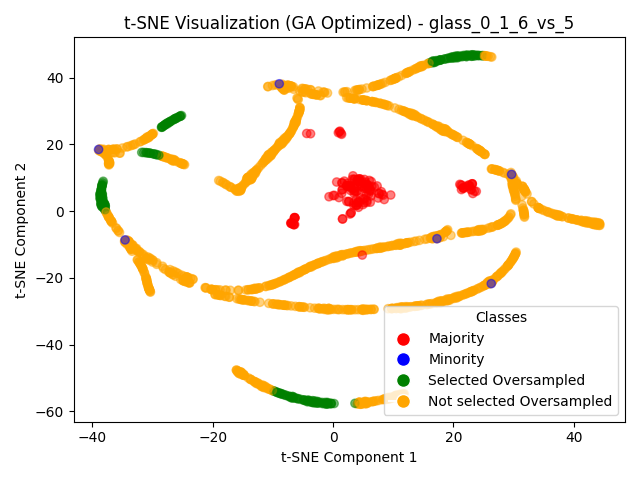 t-SNE Visualization (GA Optimized) - glass_0_1_6_vs_5
t-SNE Component 2
40
20
0
−20
−40
−60
−40
−20
0
20
40
t-SNE Component 1
Classes
Majority
Minority
Selected Oversampled
Not selected Oversampled